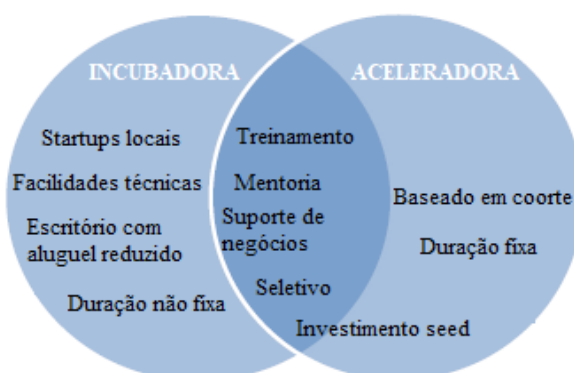 INCUBADORA
Startups locais
Facilidades técnicas
Escritório com
aluguel reduzido
Duração não fixa
Treinamento
Mentoria
Suporte de
negócios
Seletivo
Investimento seed
ACELERADORA
Baseado em coorte
Duração fixa